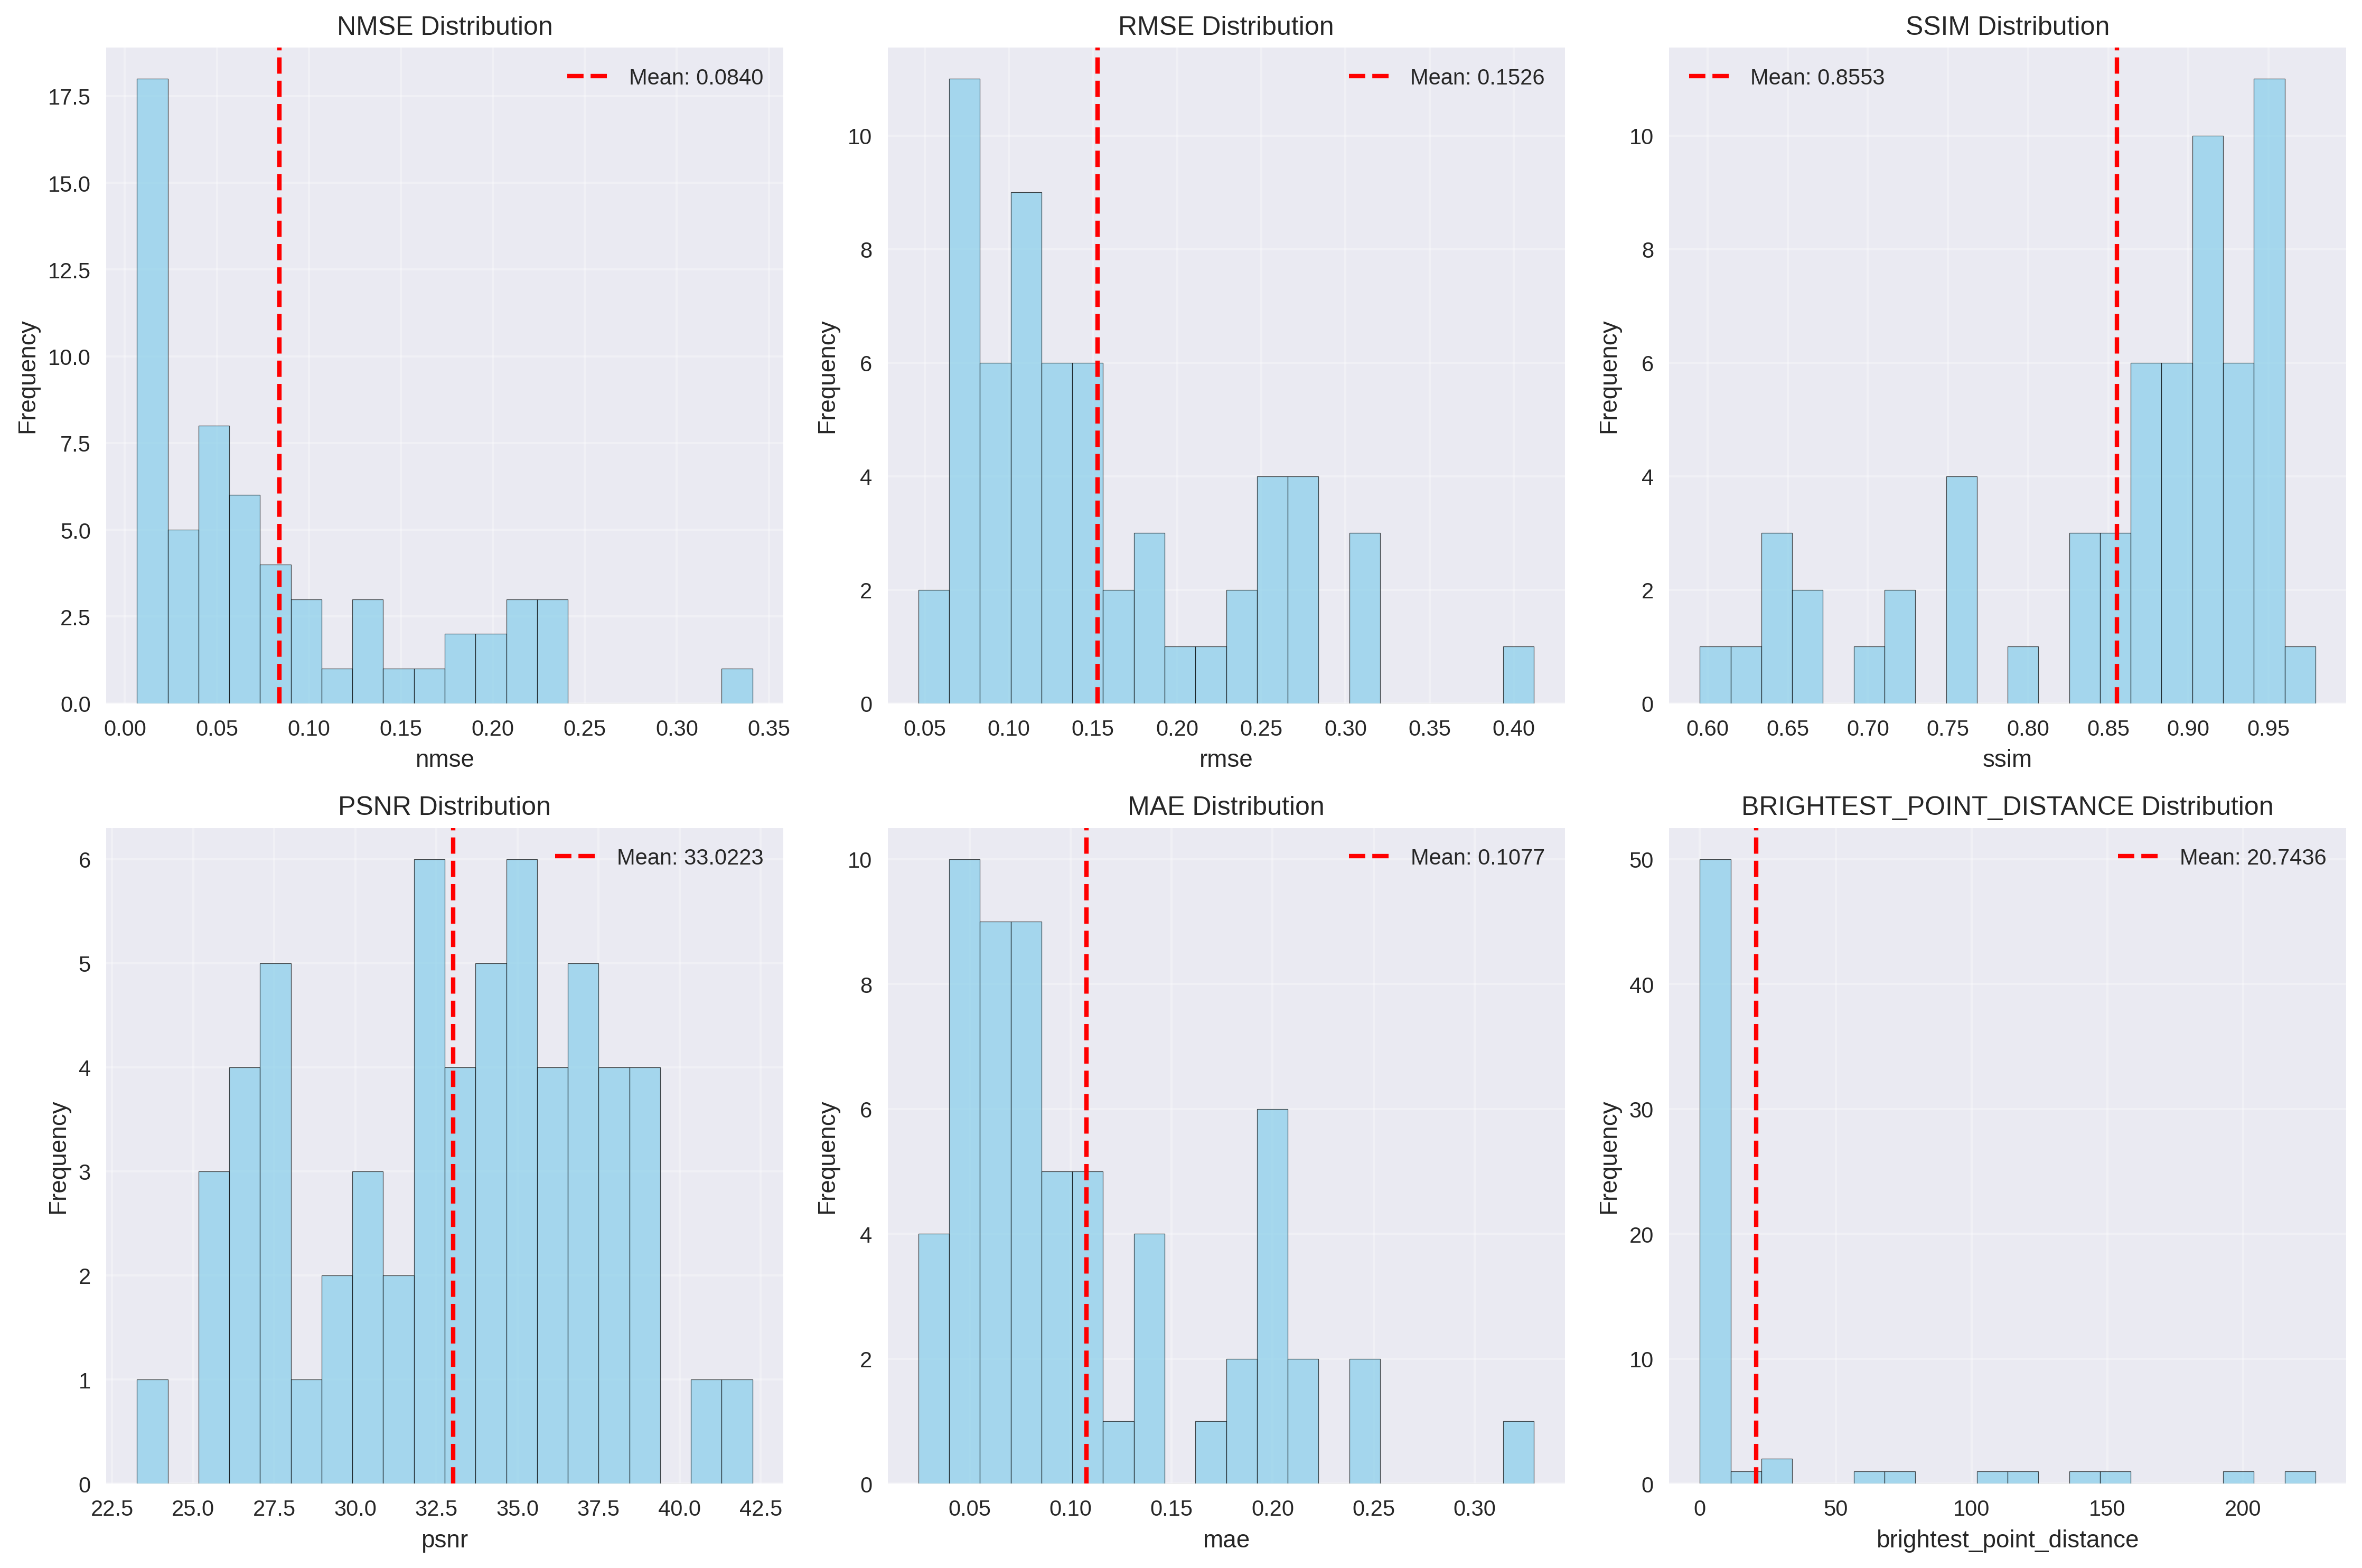 NMSE Distribution
Mean: 0.0840
Frequency
17.5
15.0
12.5
10.0
7.5
5.0
2.5
0.0
0.00 0.05 0.10 0.15 0.20 0.25 0.30 0.35
nmse
RMSE Distribution
Mean: 0.1526
Frequency
10
8
6
4
2
0
0.05 0.10 0.15 0.20 0.25 0.30 0.35 0.40
rmse
SSIM Distribution
Mean: 0.8553
Frequency
10
8
6
4
2
0
0.60 0.65 0.70 0.75 0.80 0.85 0.90 0.95
ssim
PSNR Distribution
Mean: 33.0223
Frequency
6
5
4
3
2
1
0
22.5 25.0 27.5 30.0 32.5 35.0 37.5 40.0 42.5
psnr
MAE Distribution
Mean: 0.1077
Frequency
10
8
6
4
2
0
0.05 0.10 0.15 0.20 0.25 0.30
mae
BRIGHTEST_POINT_DISTANCE Distribution
Mean: 20.7436
Frequency
50
40
30
20
10
0
0 50 100 150 200
brightest_point_distance